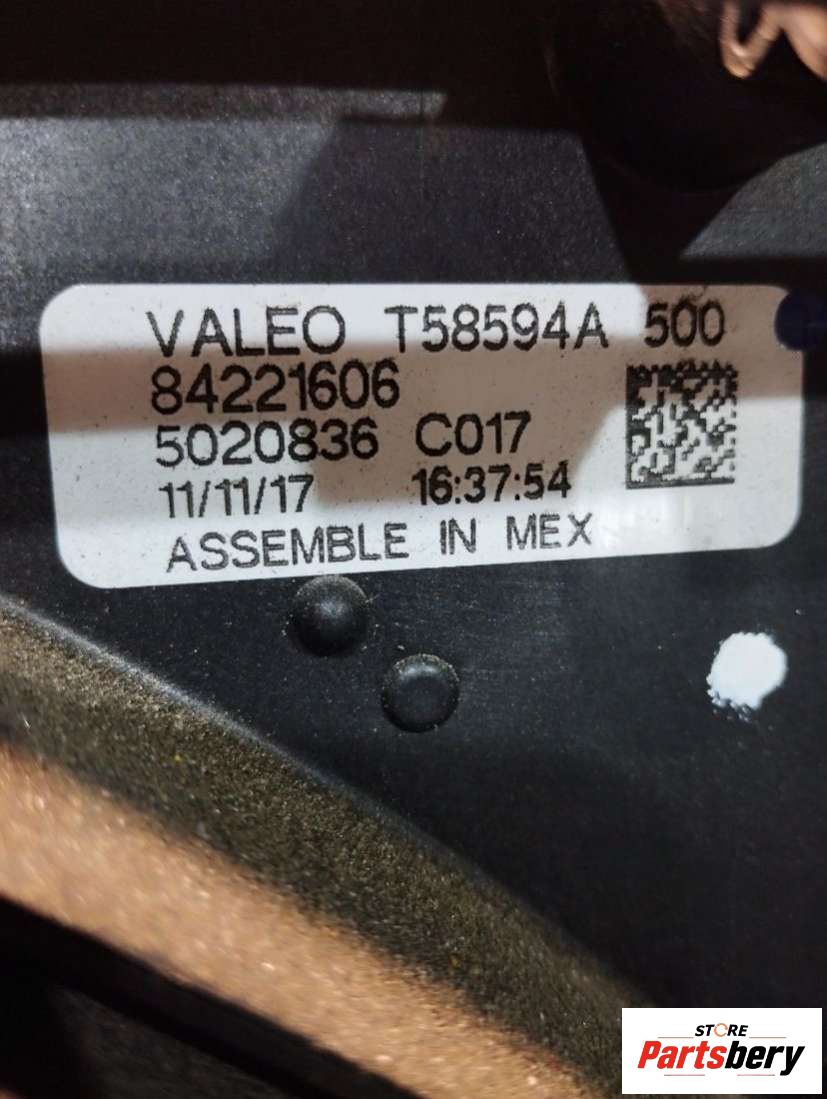 VALEO T58594A 500
84221606
5020836 C017
11/11/17 16:37:54
ASSEMBLE IN MEX
STORE
Partsbery